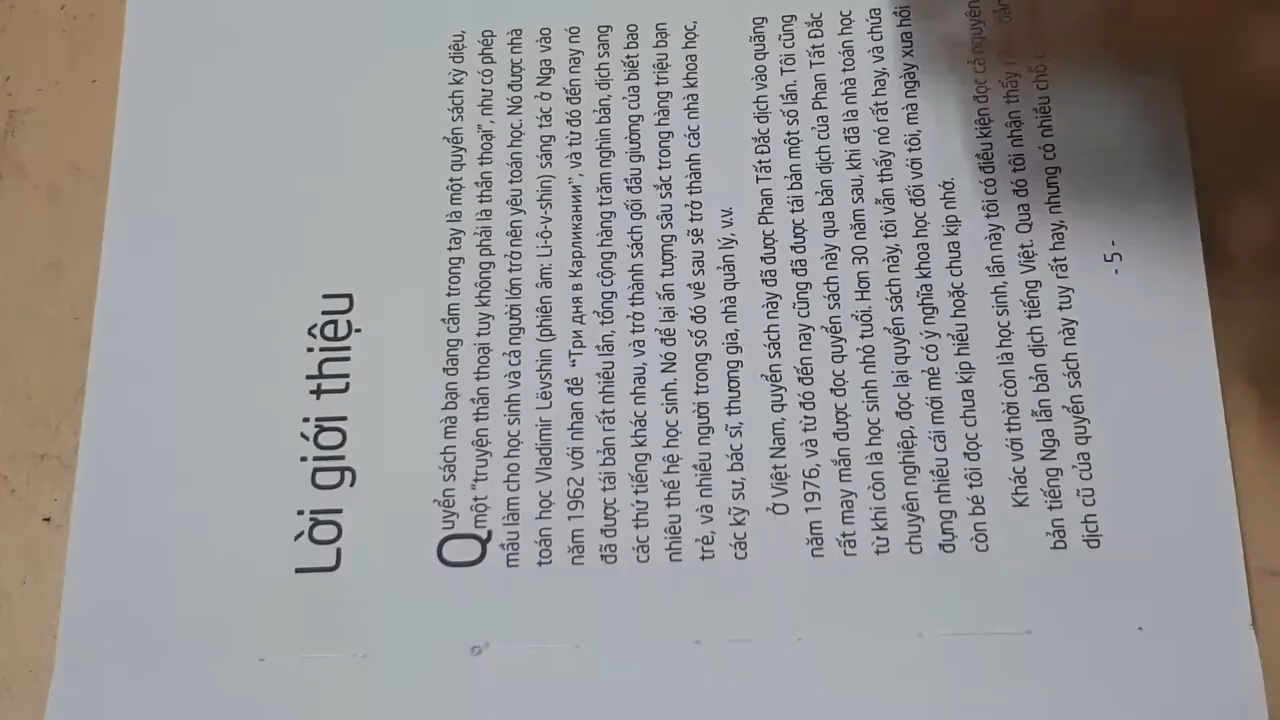 Lời giới thiệu
Quyển sách mà bạn đang cầm trong tay là một quyển sách kỳ diệu,
một "truyện thần thoại tuy không phải là thần thoại", như có phép
mầu làm cho học sinh và cả người lớn trở nên yêu toán học. Nó được nhà
toán học Vladimir Lëvshin (phiên âm: Li-ô-v-shin) sáng tác ở Nga vào
năm 1962 với nhan đề "Три дня в Карликании", và từ đó đến nay nó
đã được tái bản rất nhiều lần, tổng cộng hàng trăm nghìn bản, dịch sang
các thứ tiếng khác nhau, và trở thành sách gối đầu giường của biết bao
nhiêu thế hệ học sinh. Nó để lại ấn tượng sâu sắc trong hàng triệu bạn
trẻ, và nhiều người trong số đó về sau sẽ trở thành các nhà khoa học,
các kỹ sư, bác sĩ, thương gia, nhà quản lý, v.v.
Ở Việt Nam, quyển sách này đã được Phan Tất Đắc dịch vào quãng
năm 1976, và từ đó đến nay cũng đã được tái bản một số lần. Tôi cũng
rất may mắn được đọc quyển sách này qua bản dịch của Phan Tất Đắc
từ khi còn là học sinh nhỏ tuổi. Hơn 30 năm sau, khi đã là nhà toán học
chuyên nghiệp, đọc lại quyển sách này, tôi vẫn thấy nó rất hay, và chứa
đựng nhiều cái mới mẻ có ý nghĩa khoa học đối với tôi, mà ngày xưa hồi
còn bé tôi đọc chưa kịp hiểu hoặc chưa kịp nhớ.
Khác với thời còn là học sinh, lần này tôi có điều kiện đọc cả nguyên
bản tiếng Nga lẫn bản dịch tiếng Việt. Qua đó tôi nhận thấy
dịch cũ của quyển sách này tuy rất hay, nhưng có nhiều chỗ
- 5 -